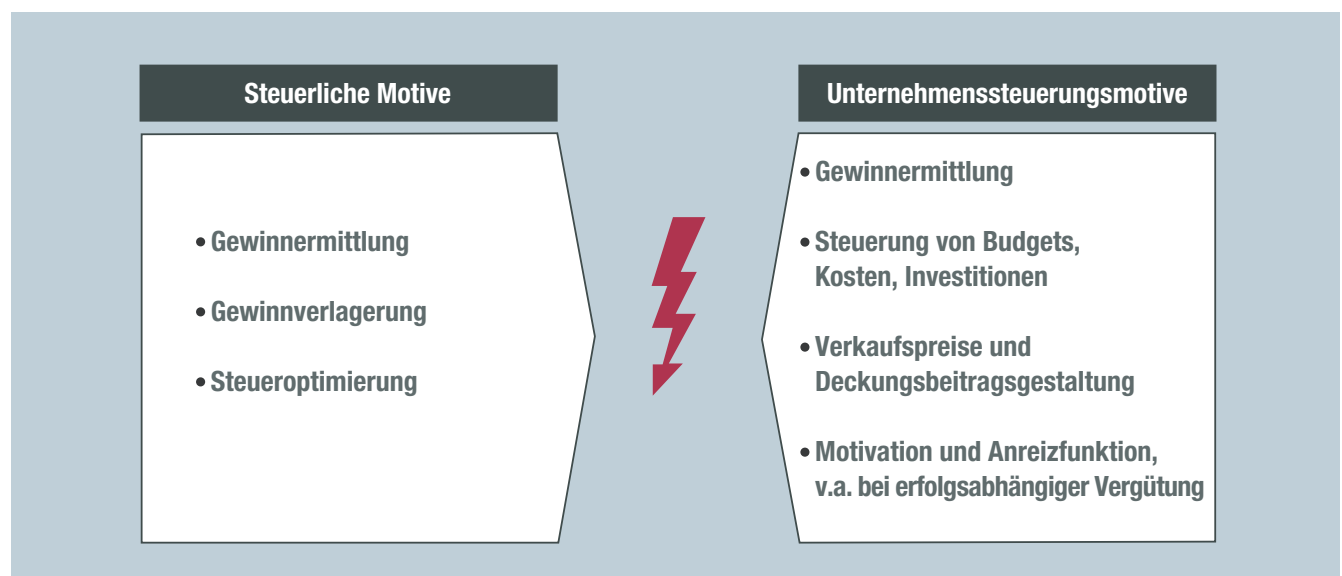 Steuerliche Motive
• Gewinnermittlung
• Gewinnverlagerung
• Steueroptimierung
Unternehmenssteuerungsmotive
• Gewinnermittlung
• Steuerung von Budgets,
Kosten, Investitionen
• Verkaufspreise und
Deckungsbeitragsgestaltung
• Motivation und Anreizfunktion,
v.a. bei erfolgsabhängiger Vergütung